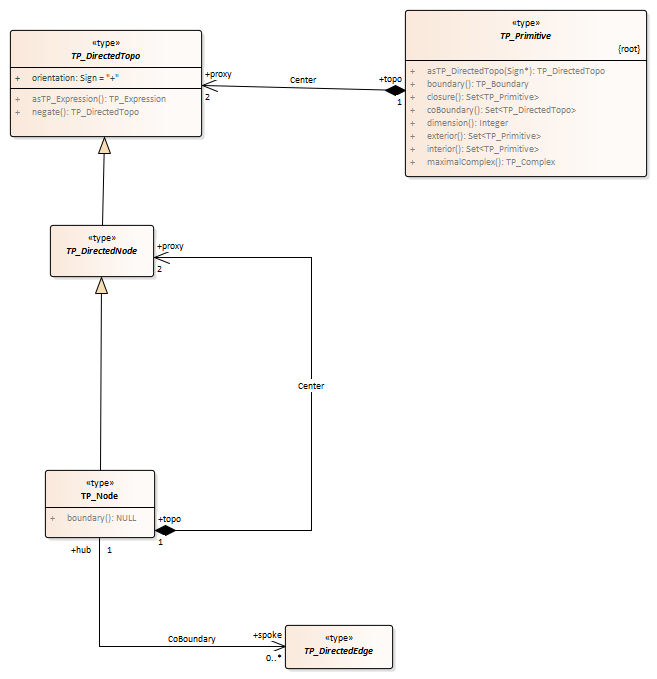 «type»
TP_DirectedTopo
+ orientation: Sign = "+"
+ asTP_Expression(): TP_Expression
+ negate(): TP_DirectedTopo
«type»
TP_Primitive
{root}
+ asTP_DirectedTopo(Sign*): TP_DirectedTopo
+ boundary(): TP_Boundary
+ closure(): Set<TP_Primitive>
+ coBoundary(): Set<TP_DirectedTopo>
+ dimension(): Integer
+ exterior(): Set<TP_Primitive>
+ interior(): Set<TP_Primitive>
+ maximalComplex(): TP_Complex
+proxy
2
Center
+topo
1
«type»
TP_DirectedNode
+proxy
2
Center
«type»
TP_Node
+ boundary(): NULL
+topo
1
+hub 1
CoBoundary
+spoke
0..*
«type»
TP_DirectedEdge